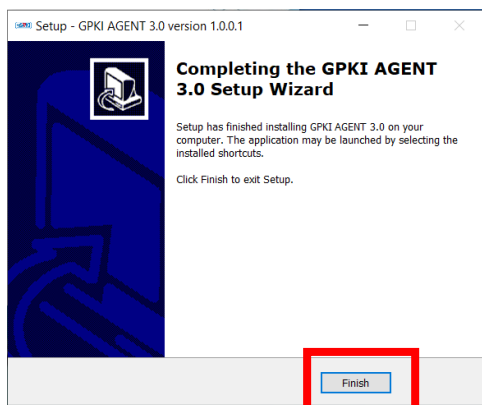 GPKI Setup - GPKI AGENT 3.0 version 1.0.0.1
Completing the GPKI AGENT
3.0 Setup Wizard
Setup has finished installing GPKI AGENT 3.0 on your
computer. The application may be launched by selecting the
installed shortcuts.
Click Finish to exit Setup.
Finish